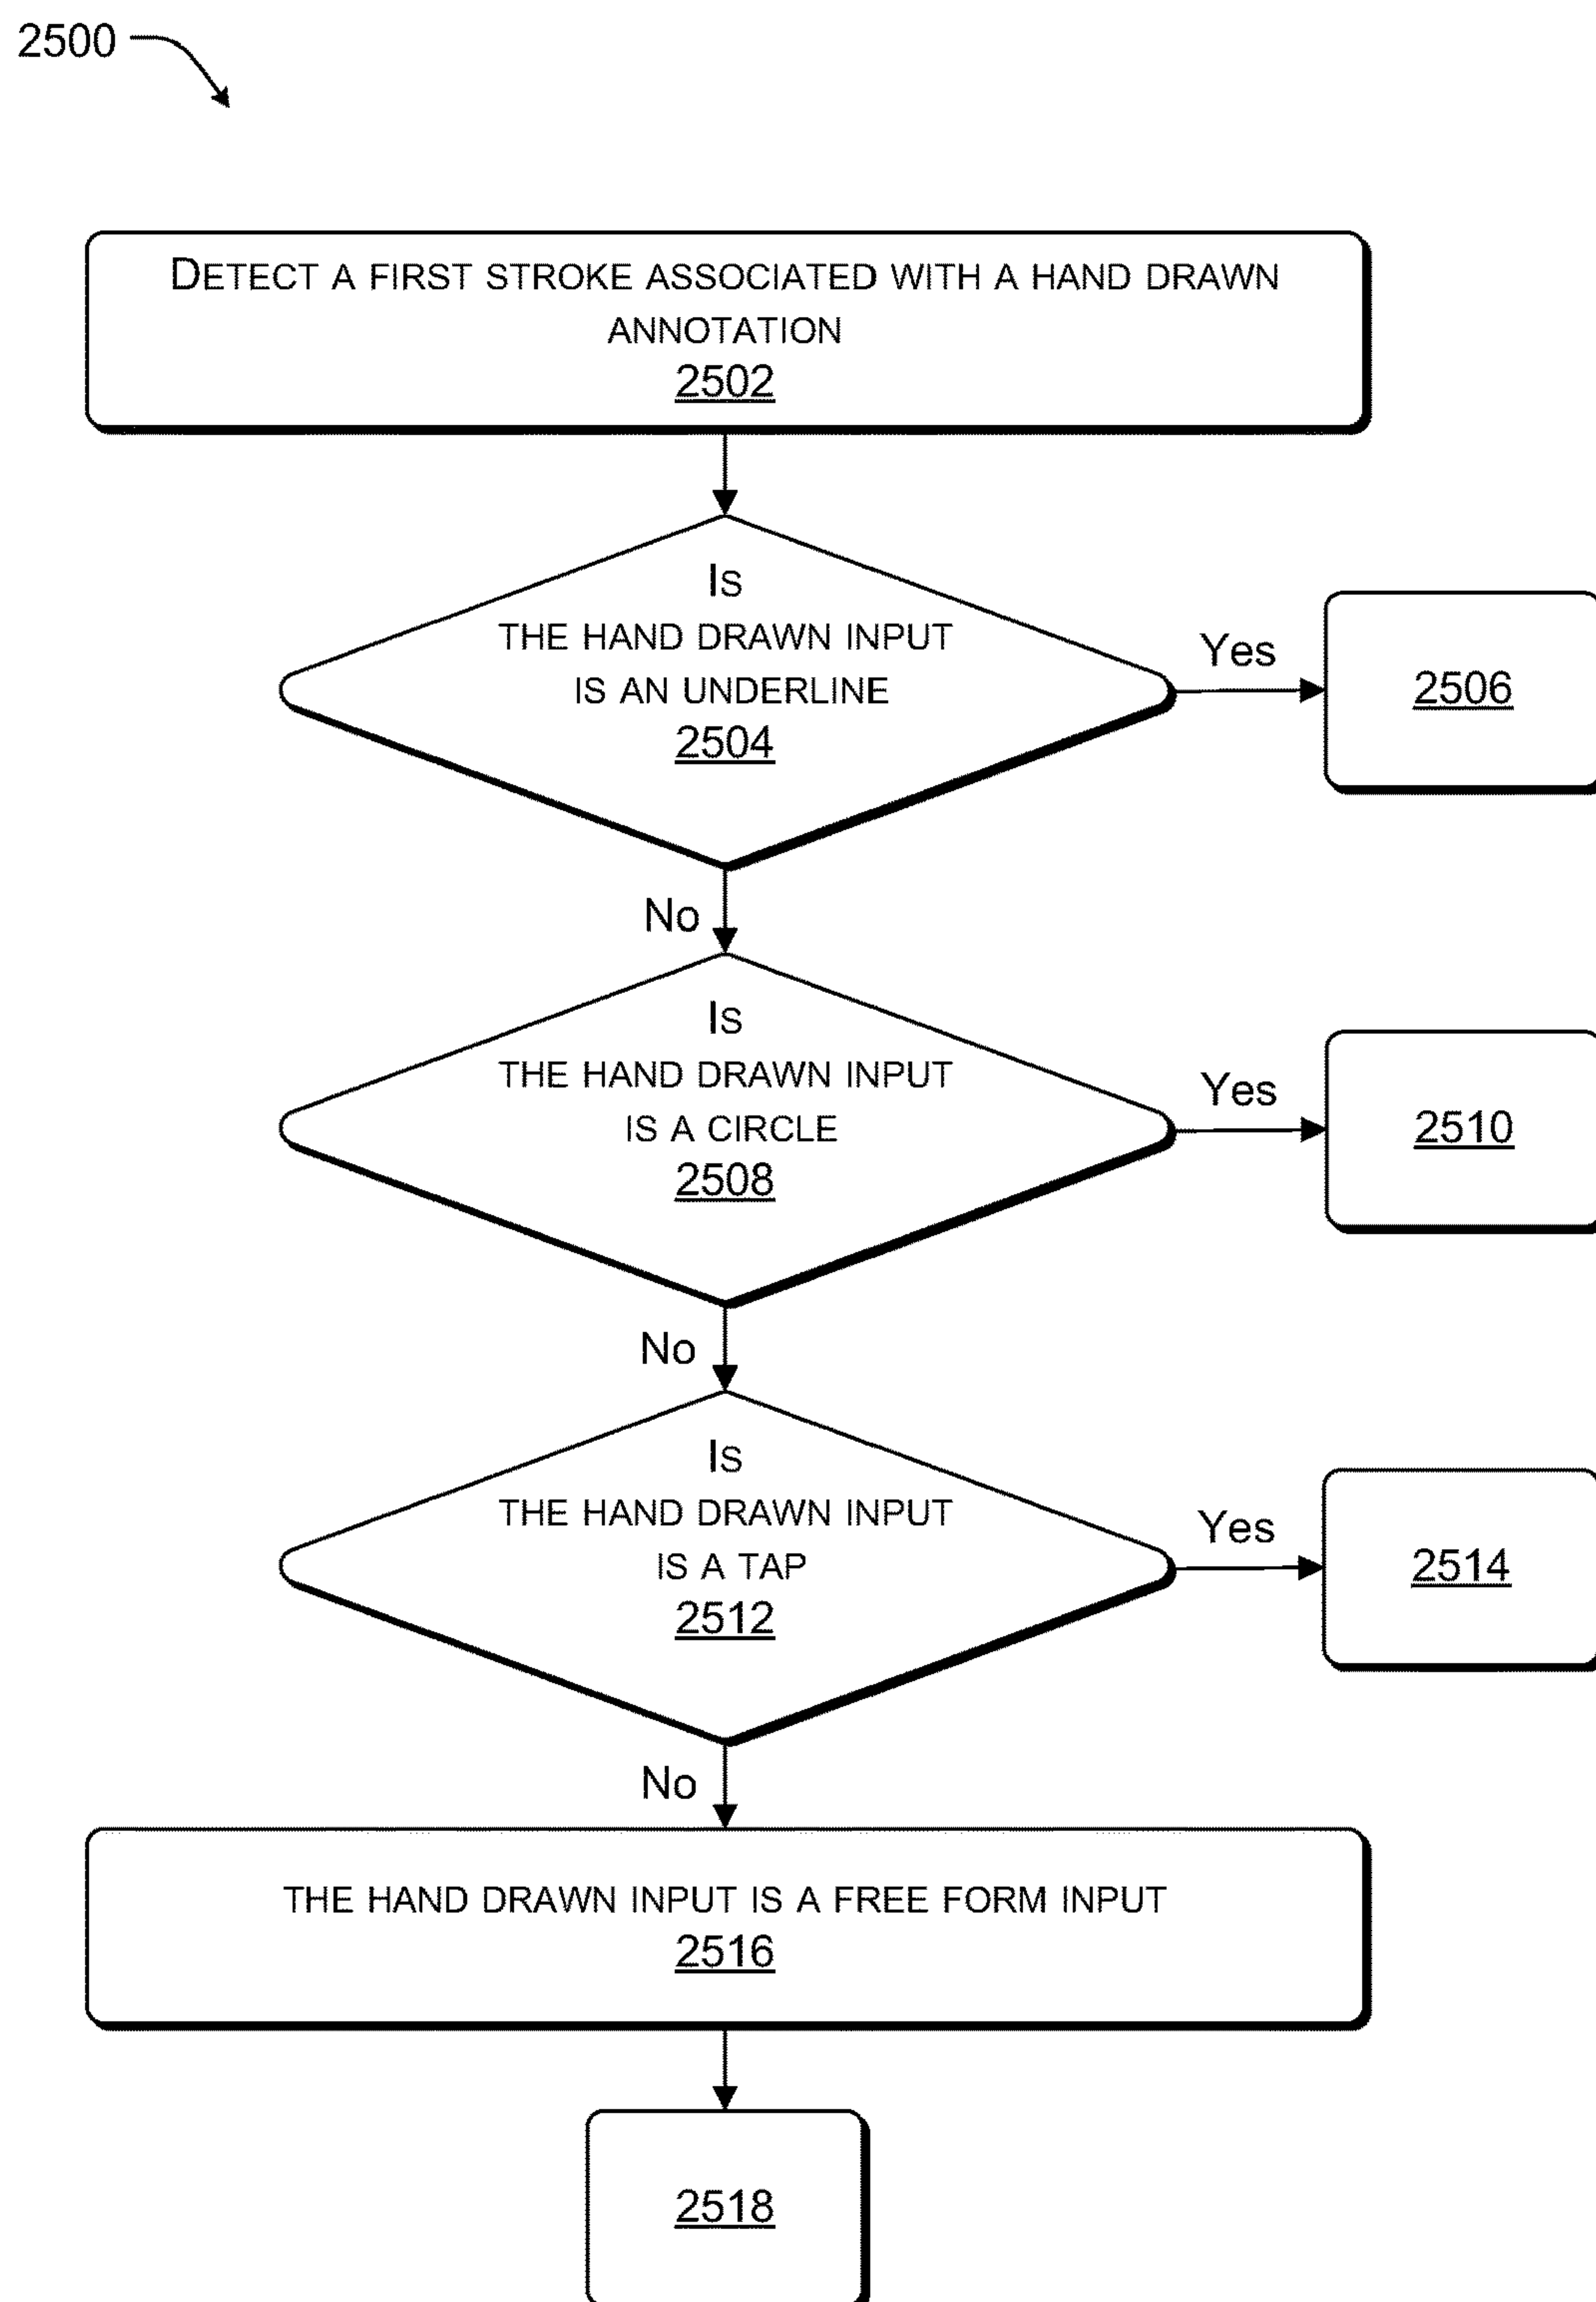 2500
DETECT A FIRST STROKE ASSOCIATED WITH A HAND DRAWN
ANNOTATION
2502
IS
THE HAND DRAWN INPUT
IS AN UNDERLINE
2504
Yes
2506
No
IS
THE HAND DRAWN INPUT
IS A CIRCLE
2508
Yes
2510
No
IS
THE HAND DRAWN INPUT
IS A TAP
2512
Yes
2514
No
THE HAND DRAWN INPUT IS A FREE FORM INPUT
2516
2518